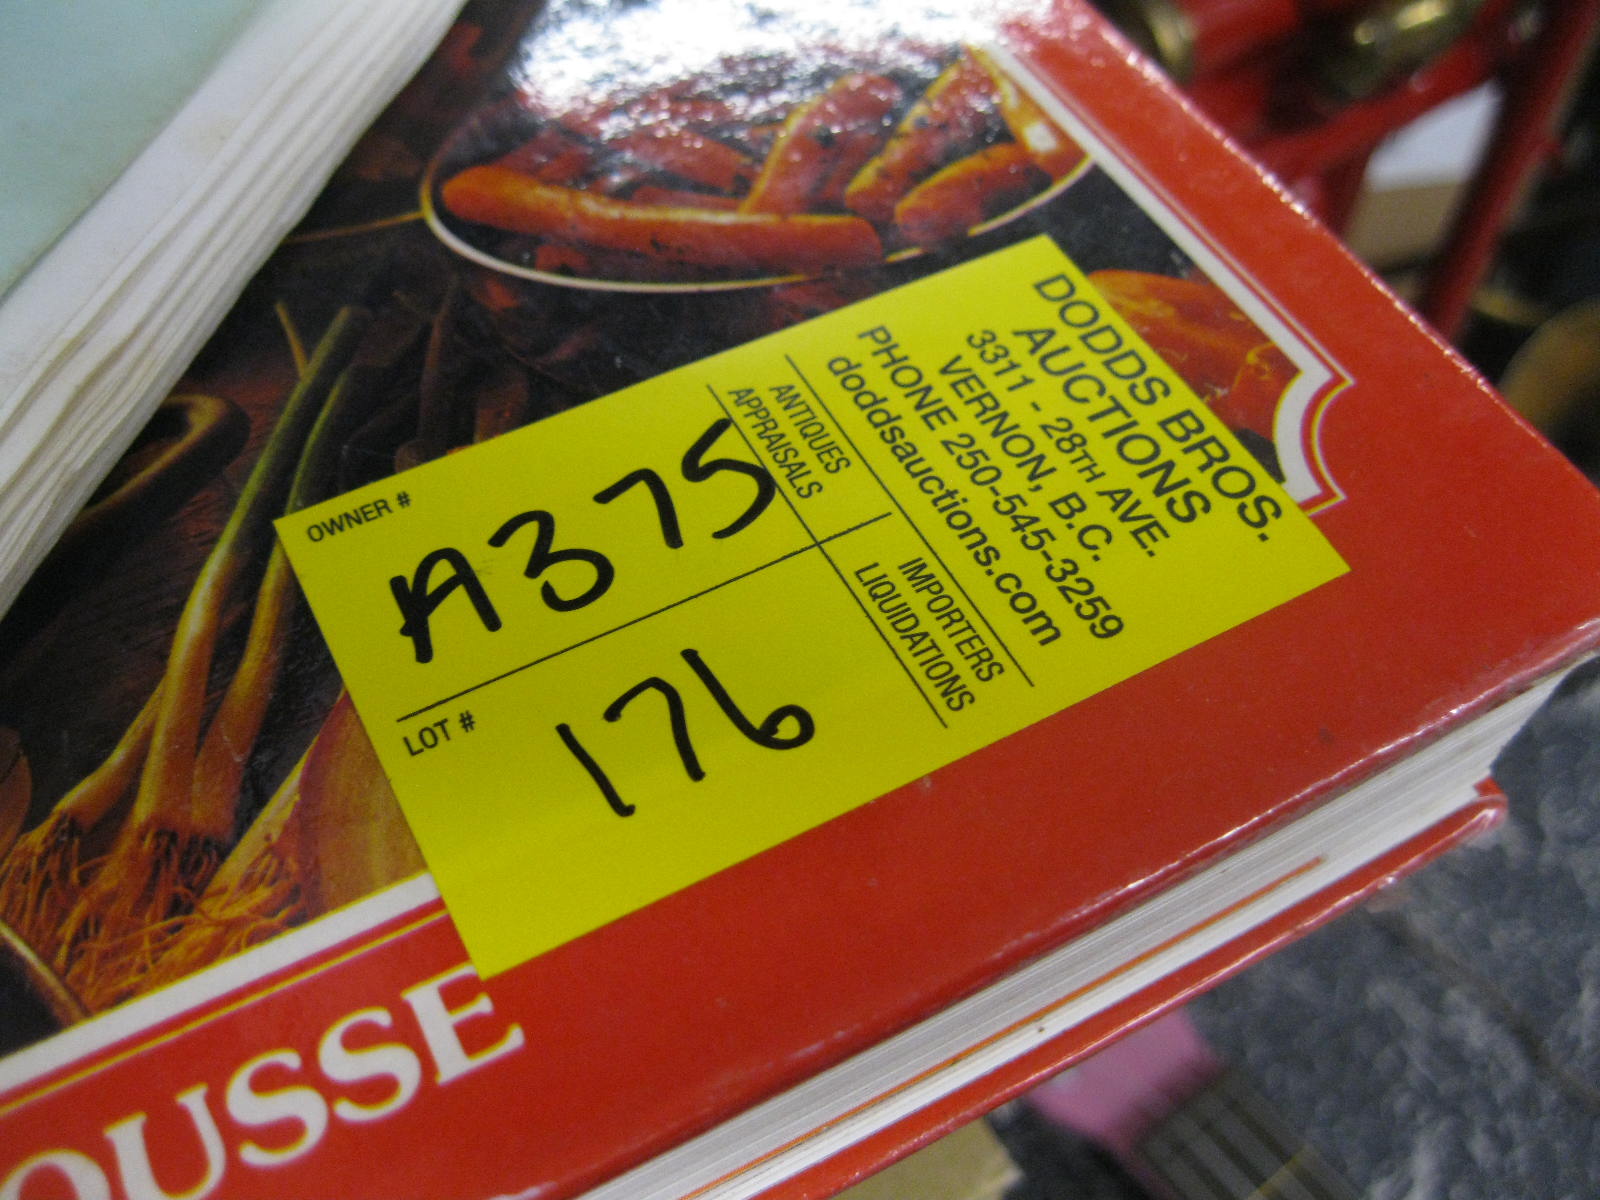 DODDS BROS.
AUCTIONS
3311 - 28TH AVE.
VERNON, B.C.
PHONE 250-545-3259
doddsauctions.com
ANTIQUES
APPRAISALS
IMPORTERS
LIQUIDATIONS
OWNER #
A375
LOT #
176
OUSSE